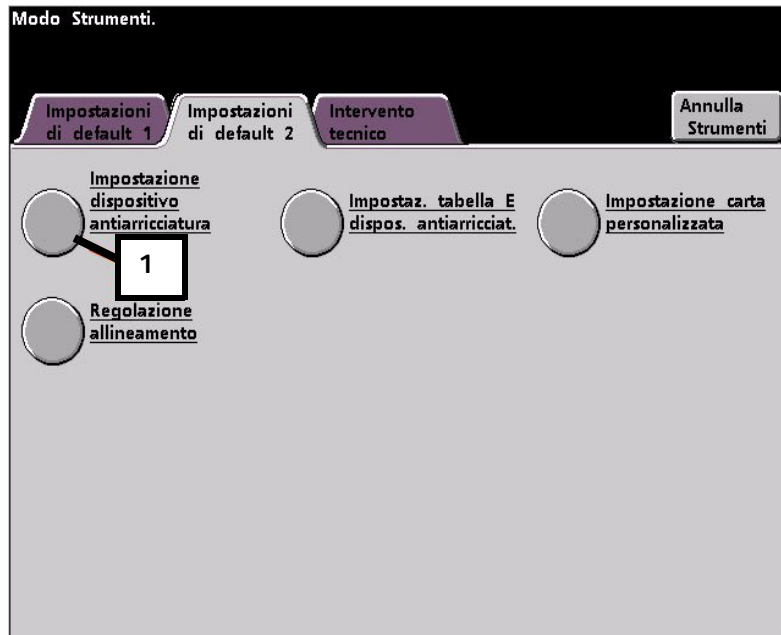 Modo Strumenti.
Impostazioni
di default 1
Impostazioni
di default 2
Intervento
tecnico
Annulla
Strumenti
Impostazione
dispositivo
antiarricciatura
1
Impostaz. tabella E
dispos. antiarricciat.
Impostazione carta
personalizzata
Regolazione
allineamento